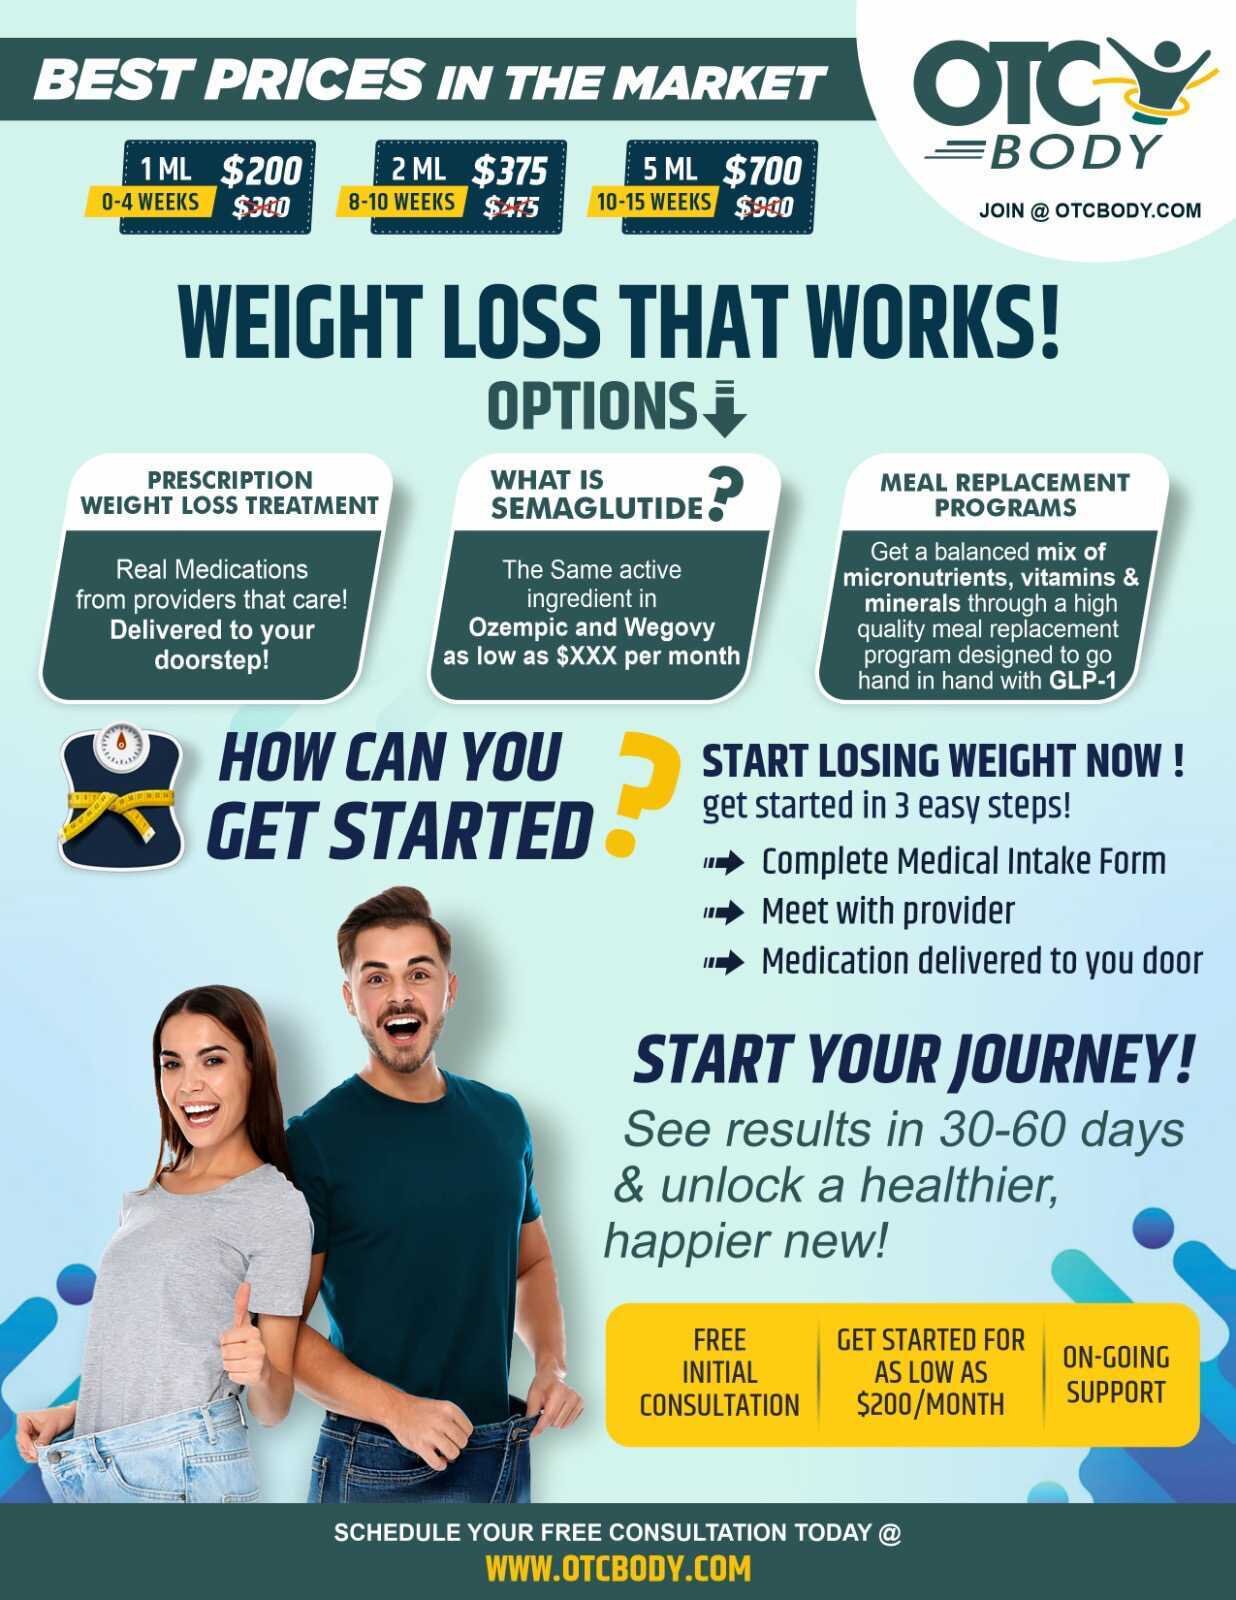 BEST PRICES IN THE MARKET
OTC
BODY
JOIN @ OTCBODY.COM
1 ML $200
0-4 WEEKS
2 ML $375
8-10 WEEKS $475
5 ML $700
10-15 WEEKS
WEIGHT LOSS THAT WORKS!
OPTIONS
PRESCRIPTION
WEIGHT LOSS TREATMENT
Real Medications
from providers that care!
Delivered to your
doorstep!
WHAT IS
SEMAGLUTIDE?
The Same active
ingredient in
Ozempic and Wegovy
as low as $XXX per month
MEAL REPLACEMENT
PROGRAMS
Get a balanced mix of
micronutrients, vitamins &
minerals through a high
quality meal replacement
program designed to go
hand in hand with GLP-1
HOW CAN YOU
GET STARTED?
START LOSING WEIGHT NOW !
get started in 3 easy steps!
Complete Medical Intake Form
Meet with provider
Medication delivered to you door
START YOUR JOURNEY!
See results in 30-60 days
& unlock a healthier,
happier new!
FREE
INITIAL
CONSULTATION
GET STARTED FOR
AS LOW AS
$200/MONTH
ON-GOING
SUPPORT
SCHEDULE YOUR FREE CONSULTATION TODAY @
WWW.OTCBODY.COM